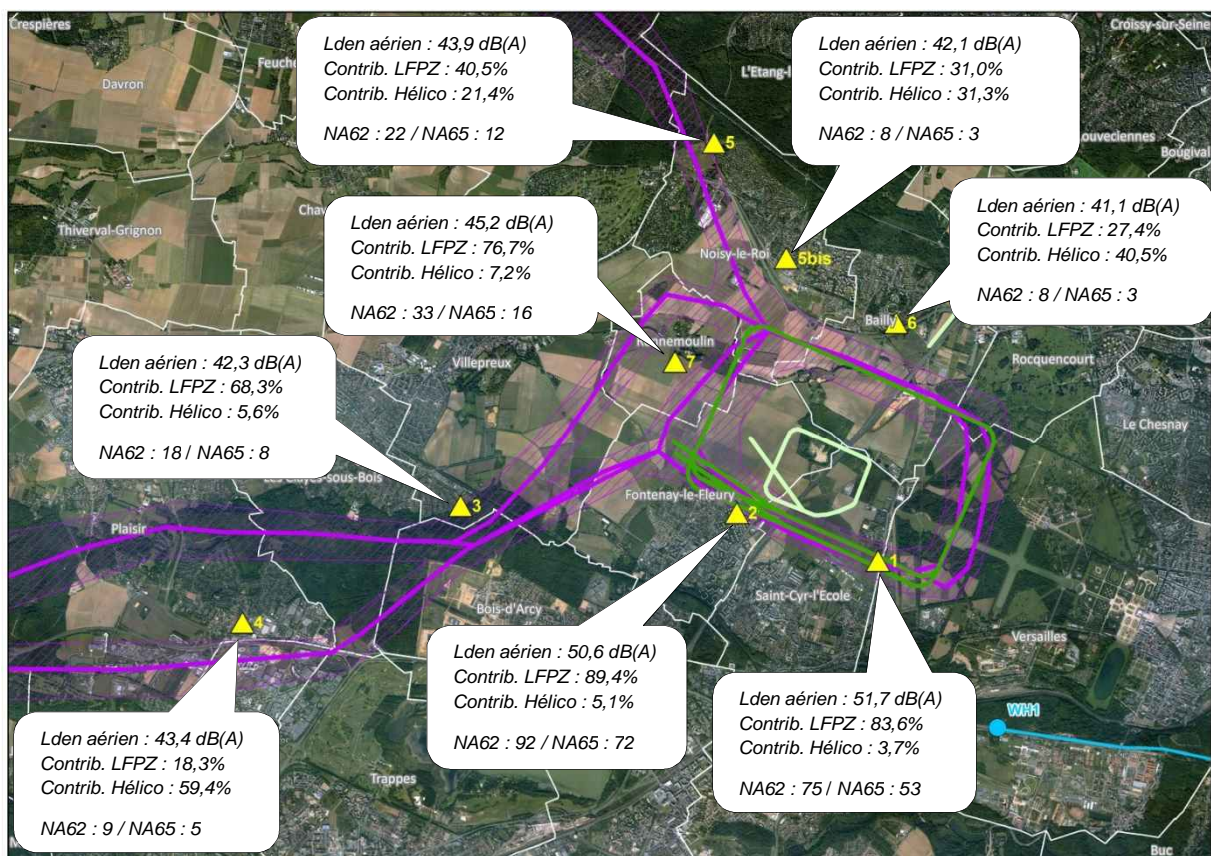 Crespières
Croissy-sur-Seine
Feuche
Davron
L'Etang-l
Lden aérien : 43,9 dB(A)
Contrib. LFPZ : 40,5%
Contrib. Hélico : 21,4%
NA62 : 22 / NA65 : 12
Lden aérien : 42,1 dB(A)
Contrib. LFPZ : 31,0%
Contrib. Hélico : 31,3%
NA62 : 8 / NA65 : 3
ouveciennes
Bougival
5
Lden aérien : 41,1 dB(A)
Contrib. LFPZ : 27,4%
Contrib. Hélico : 40,5%
NA62 : 8 / NA65 : 3
Lden aérien : 45,2 dB(A)
Contrib. LFPZ : 76,7%
Contrib. Hélico : 7,2%
NA62 : 33 / NA65 : 16
Chav
Thiverval-Grignon
Noisy-le-Roi
5bis
Bailly
6
Rennemoulin
7
Villepreux
Rocquencourt
Lden aérien : 42,3 dB(A)
Contrib. LFPZ : 68,3%
Contrib. Hélico : 5,6%
NA62 : 18 / NA65 : 8
Le Chesnay
Les Clayes-sous-Bois
3
Fontenay-le-Fleury
2
Plaisir
1
Saint-Cyr-l'Ecole
Bois-d'Arcy
4
Versailles
Lden aérien : 50,6 dB(A)
Contrib. LFPZ : 89,4%
Contrib. Hélico : 5,1%
NA62 : 92 / NA65 : 72
Lden aérien : 51,7 dB(A)
Contrib. LFPZ : 83,6%
Contrib. Hélico : 3,7%
NA62 : 75 / NA65 : 53
WH1
Lden aérien : 43,4 dB(A)
Contrib. LFPZ : 18,3%
Contrib. Hélico : 59,4%
NA62 : 9 / NA65 : 5
Trappes
Buc